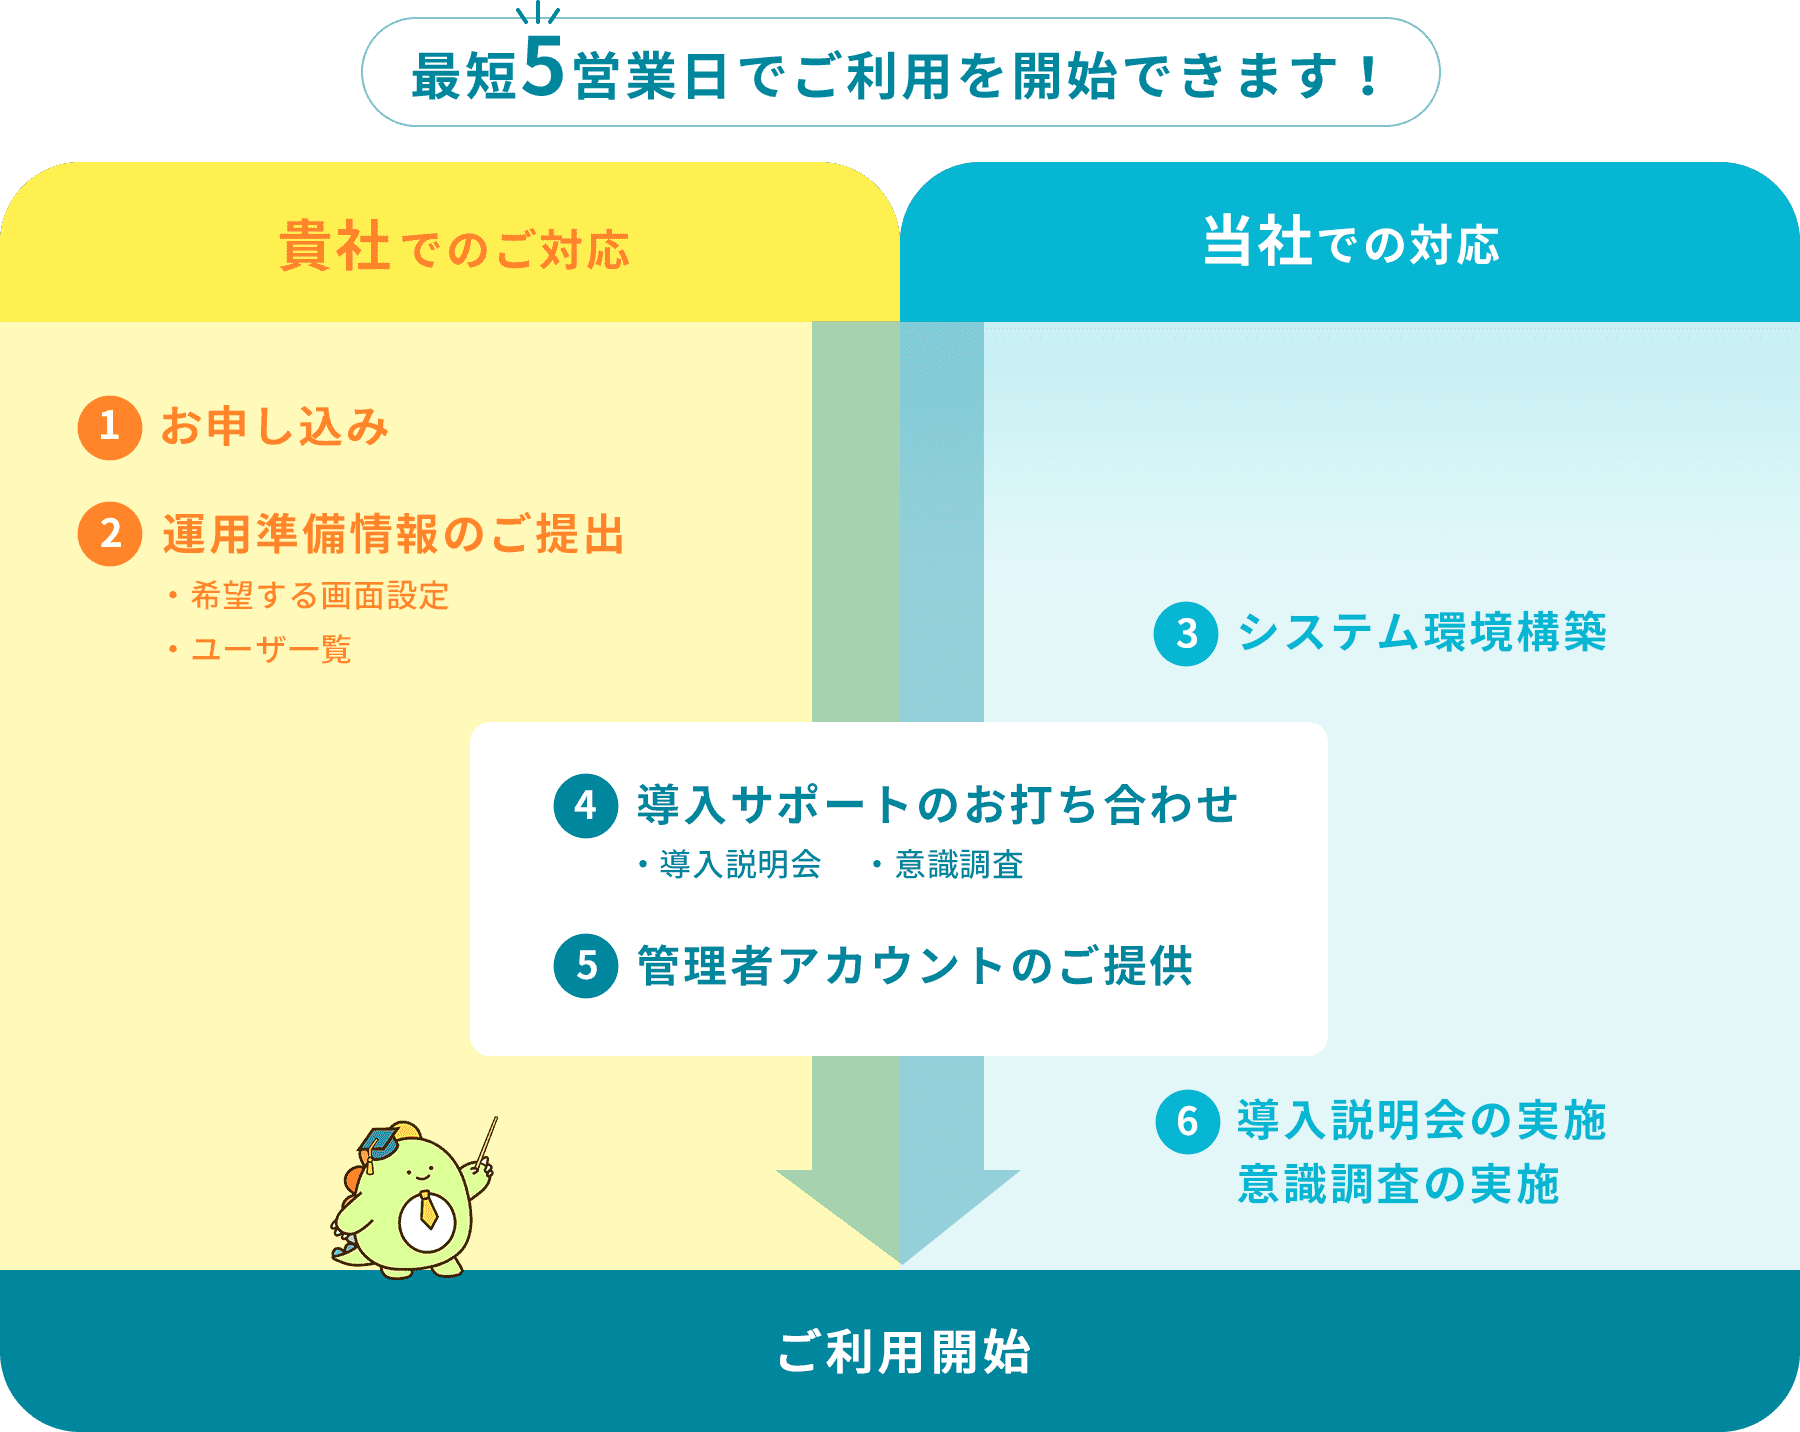 最短5営業日でご利用を開始できます！
貴社でのご対応
当社での対応
1 お申し込み
2 運用準備情報のご提出
・希望する画面設定
・ユーザ一覧
3 システム環境構築
4 導入サポートのお打ち合わせ
・導入説明会 ・意識調査
5 管理者アカウントのご提供
6 導入説明会の実施
意識調査の実施
ご利用開始